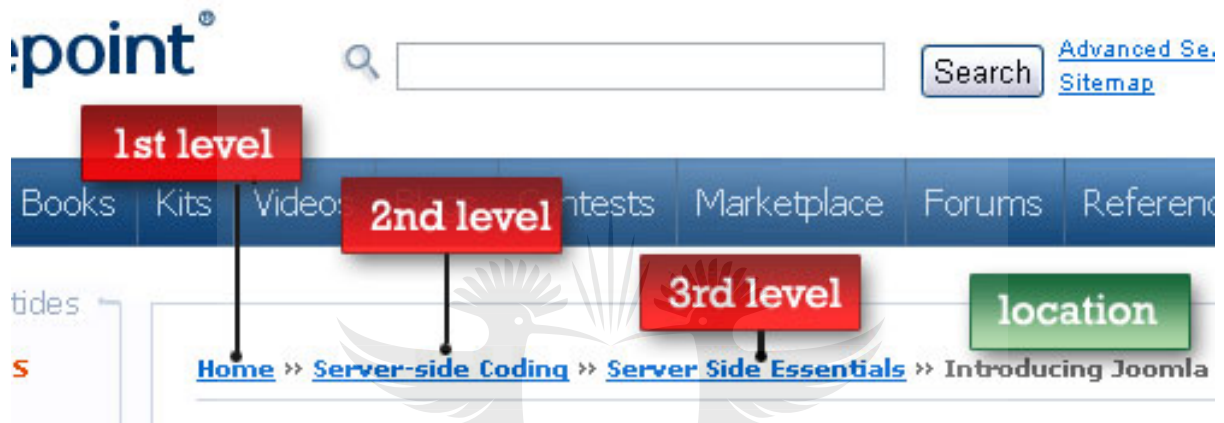 epoint®
Search
Advanced Se
Sitemap
1st level
Books Kits Videos ntests Marketplace Forums Referenc
2nd level
3rd level
location
tides
s
Home » Server-side Coding » Server Side Essentials » Introducing Joomla